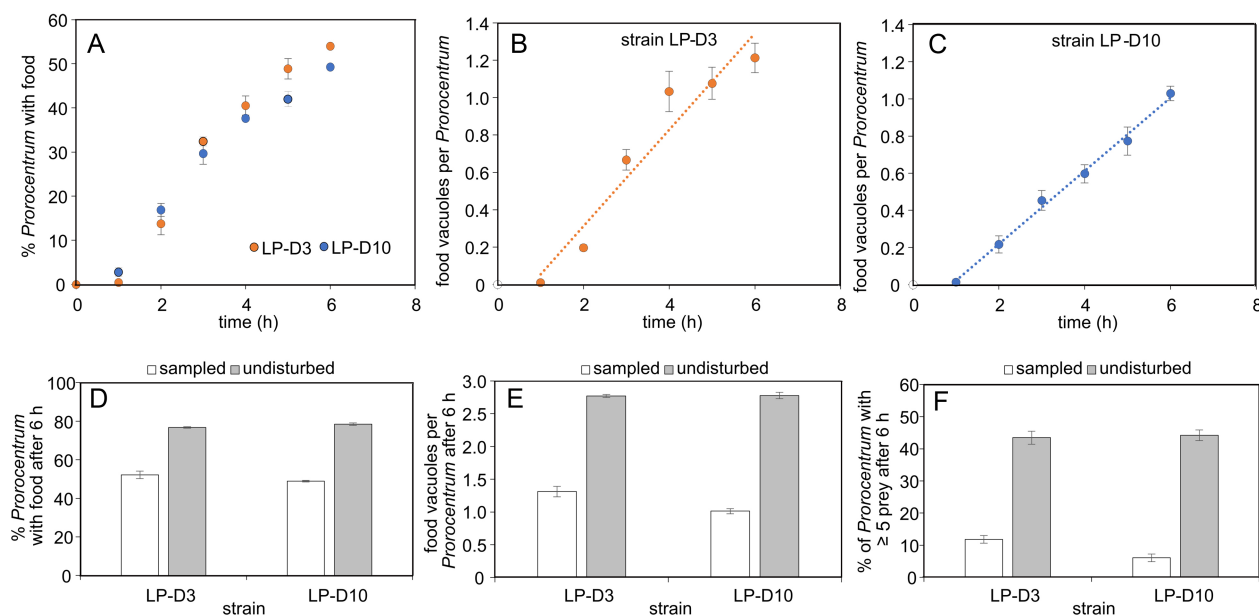 A
% Prorocentrum with food
60
50
40
30
20
10
0
0 2 4 6 8
time (h)
LP-D3 LP-D10
B
strain LP-D3
food vacuoles per Prorocentrum
1.4
1.2
1.0
0.8
0.6
0.4
0.2
0
0 2 4 6 8
time (h)
C
strain LP-D10
food vacuoles per Prorocentrum
1.4
1.2
1.0
0.8
0.6
0.4
0.2
0
0 2 4 6 8
time (h)
sampled undisturbed
D
% Prorocentrum
with food after 6 h
100
80
60
40
20
0
LP-D3 LP-D10
strain
sampled undisturbed
E
food vacuoles per
Prorocentrum after 6 h
3.0
2.5
2.0
1.5
1.0
0.5
0
LP-D3 LP-D10
strain
sampled undisturbed
F
% of Prorocentrum with
≥ 5 prey after 6 h
60
50
40
30
20
10
0
LP-D3 LP-D10
strain